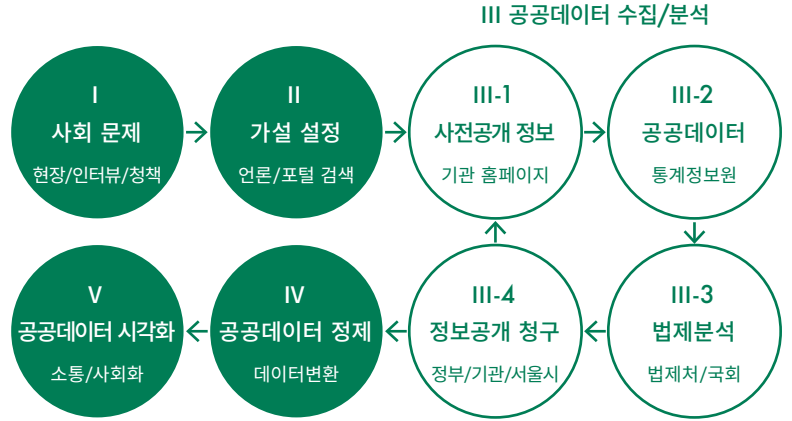 III 공공데이터 수집/분석
I
사회 문제
현장/인터뷰/청책
II
가설 설정
언론/포털 검색
III-1
사전공개 정보
기관 홈페이지
III-2
공공데이터
통계정보원
III-3
법제분석
법제처/국회
III-4
정보공개 청구
정부/기관/서울시
IV
공공데이터 정제
데이터변환
V
공공데이터 시각화
소통/사회화